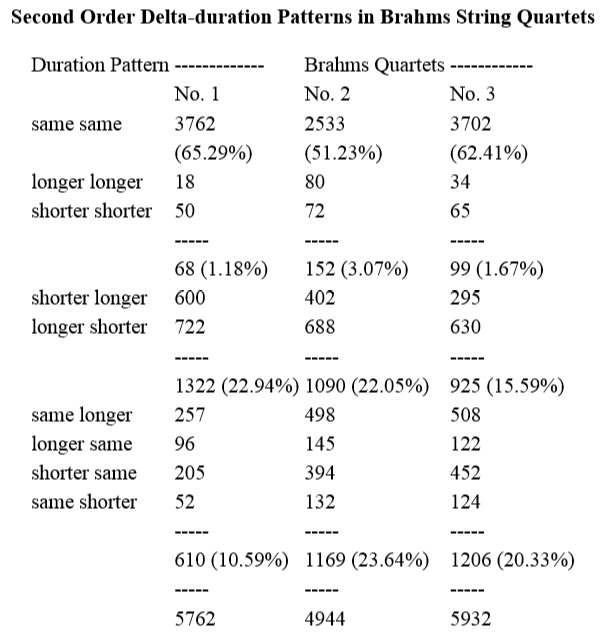 Second Order Delta-duration Patterns in Brahms String Quartets
Duration Pattern ------------- Brahms Quartets ------------
No. 1 No. 2 No. 3
same same 3762 2533 3702
(65.29%) (51.23%) (62.41%)
longer longer 18 80 34
shorter shorter 50 72 65
----- ----- -----
68 (1.18%) 152 (3.07%) 99 (1.67%)
shorter longer 600 402 295
longer shorter 722 688 630
----- ----- -----
1322 (22.94%) 1090 (22.05%) 925 (15.59%)
same longer 257 498 508
longer same 96 145 122
shorter same 205 394 452
same shorter 52 132 124
----- ----- -----
610 (10.59%) 1169 (23.64%) 1206 (20.33%)
----- ----- -----
5762 4944 5932